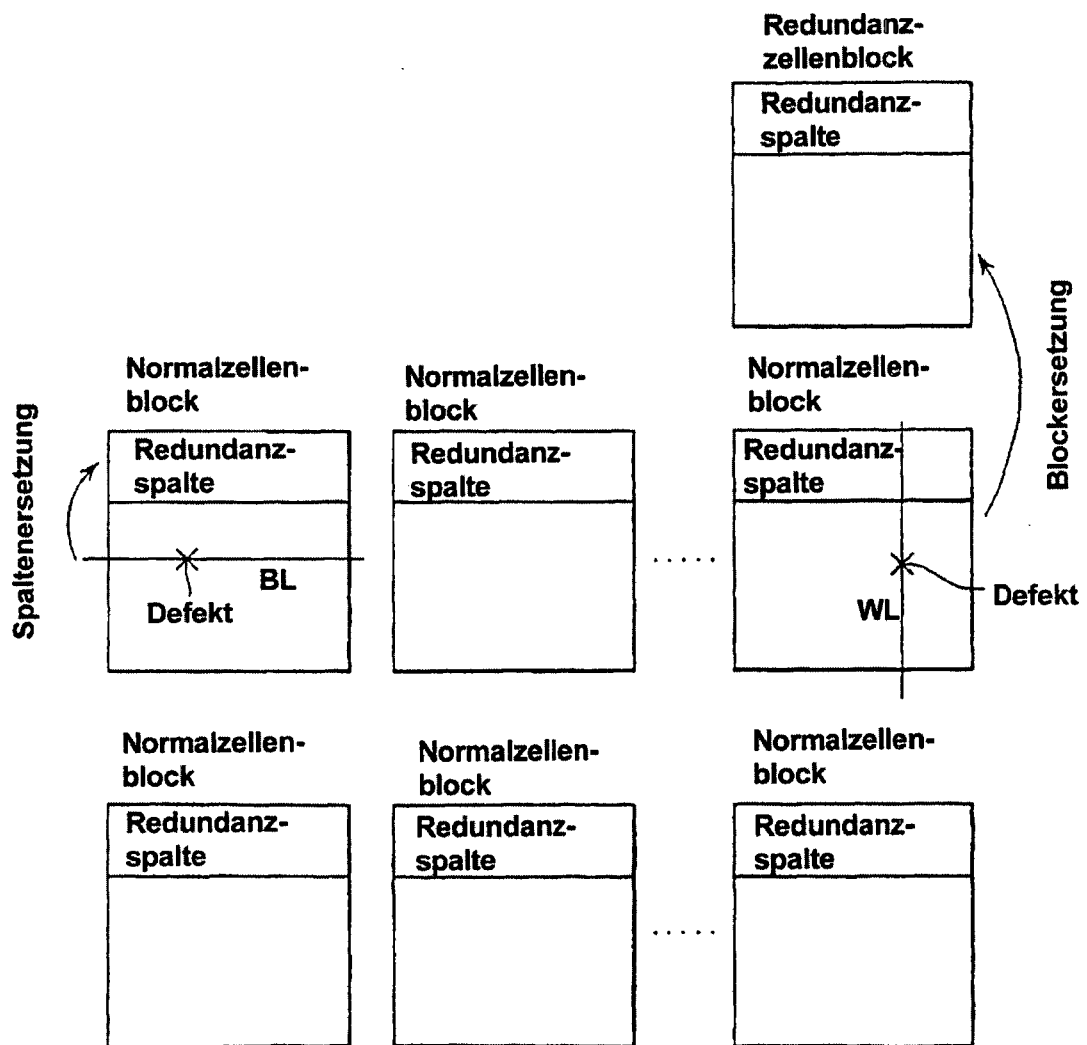 Redundanz-
zellenblock
Redundanz-
spalte
Blockersetzung
Spaltenersetzung
Normalzellen-
block
Redundanz-
spalte
BL
Defekt
Normalzellen-
block
Redundanz-
spalte
.....
Normalzellen-
block
Redundanz-
spalte
WL
Defekt
Normalzellen-
block
Redundanz-
spalte
Normalzellen-
block
Redundanz-
spalte
.....
Normalzellen-
block
Redundanz-
spalte